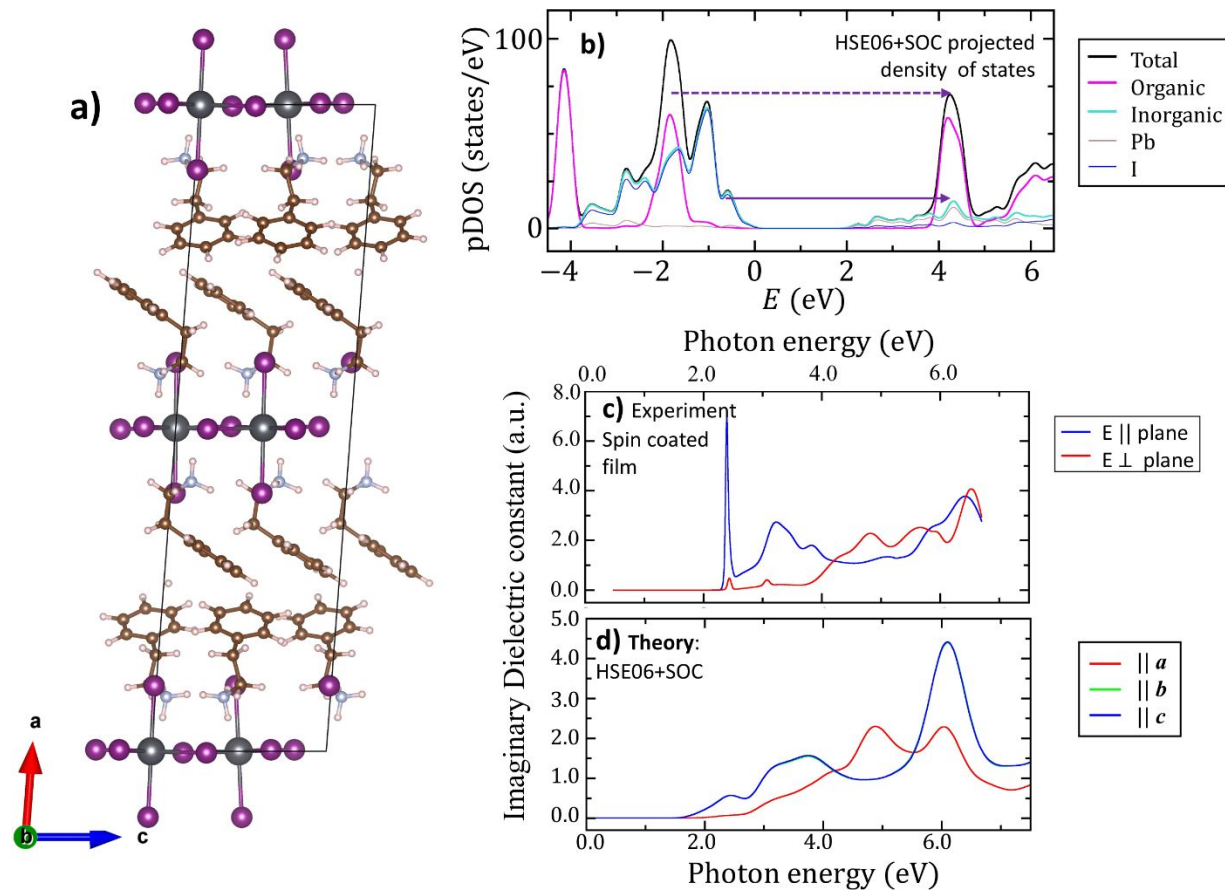 a)
a
b
c
b)
HSE06+SOC projected
density of states
pDOS (states/eV)
100
50
0
−4
−2
0
2
4
6
E (eV)
Total
Organic
Inorganic
Pb
I
Photon energy (eV)
0.0
2.0
4.0
6.0
8.0
6.0
4.0
2.0
0.0
c) Experiment
Spin coated
film
E || plane
E ⊥ plane
Imaginary Dielectric constant (a.u.)
5.0
4.0
3.0
2.0
1.0
0.0
d) Theory:
HSE06+SOC
|| a
|| b
|| c
0.0
2.0
4.0
6.0
Photon energy (eV)